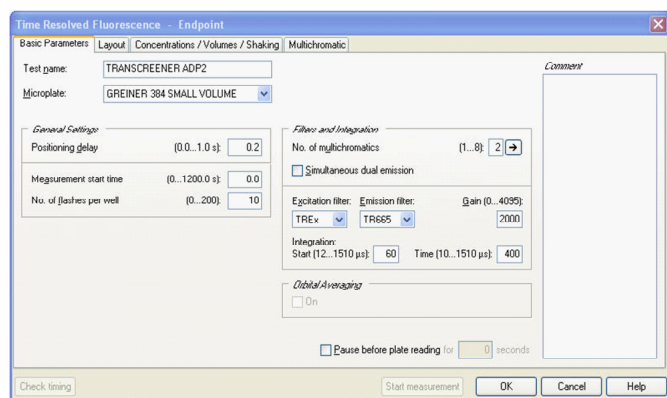 Time Resolved Fluorescence - Endpoint
Basic Parameters Layout Concentrations / Volumes / Shaking Multichromatic
Test name: TRANSCREENER ADP2
Microplate: GREINER 384 SMALL VOLUME
Comment
General Settings
Positioning delay (0.0...1.0 s): 0.2
Measurement start time (0...1200.0 s): 0.0
No. of flashes per well (0...200): 10
Filters and Integration
No. of multichromatics (1...8): 2
Simultaneous dual emission
Excitation filter: Emission filter: Gain (0...4095):
TREx TR665 2000
Integration:
Start (12...1510 µs): 60 Time (10...1510 µs): 400
Orbital Averaging
On
Pause before plate reading for 0 seconds
Check timing Start measurement OK Cancel Help